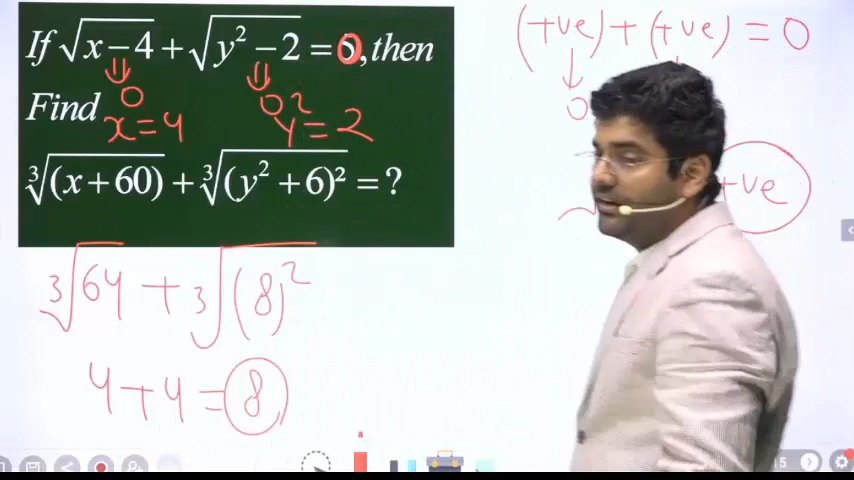 If √x−4 + √y² − 2 = 0, then
0
0
Find
x = 4
y² = 2
∛(x + 60) + ∛(y² + 6)² = ?
∛64 + ∛(8)²
4 + 4 = 8
(+ve) + (+ve) = 0
0
+ve